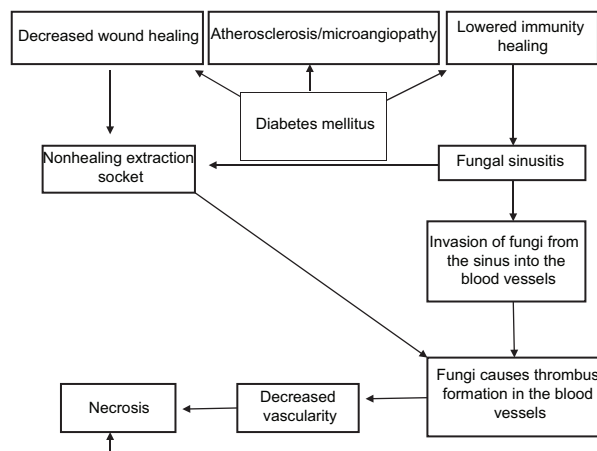 Decreased wound healing
Atherosclerosis/microangiopathy
Lowered immunity
healing
Diabetes mellitus
Nonhealing extraction
socket
Fungal sinusitis
Invasion of fungi from
the sinus into the
blood vessels
Fungi causes thrombus
formation in the blood
vessels
Decreased
vascularity
Necrosis